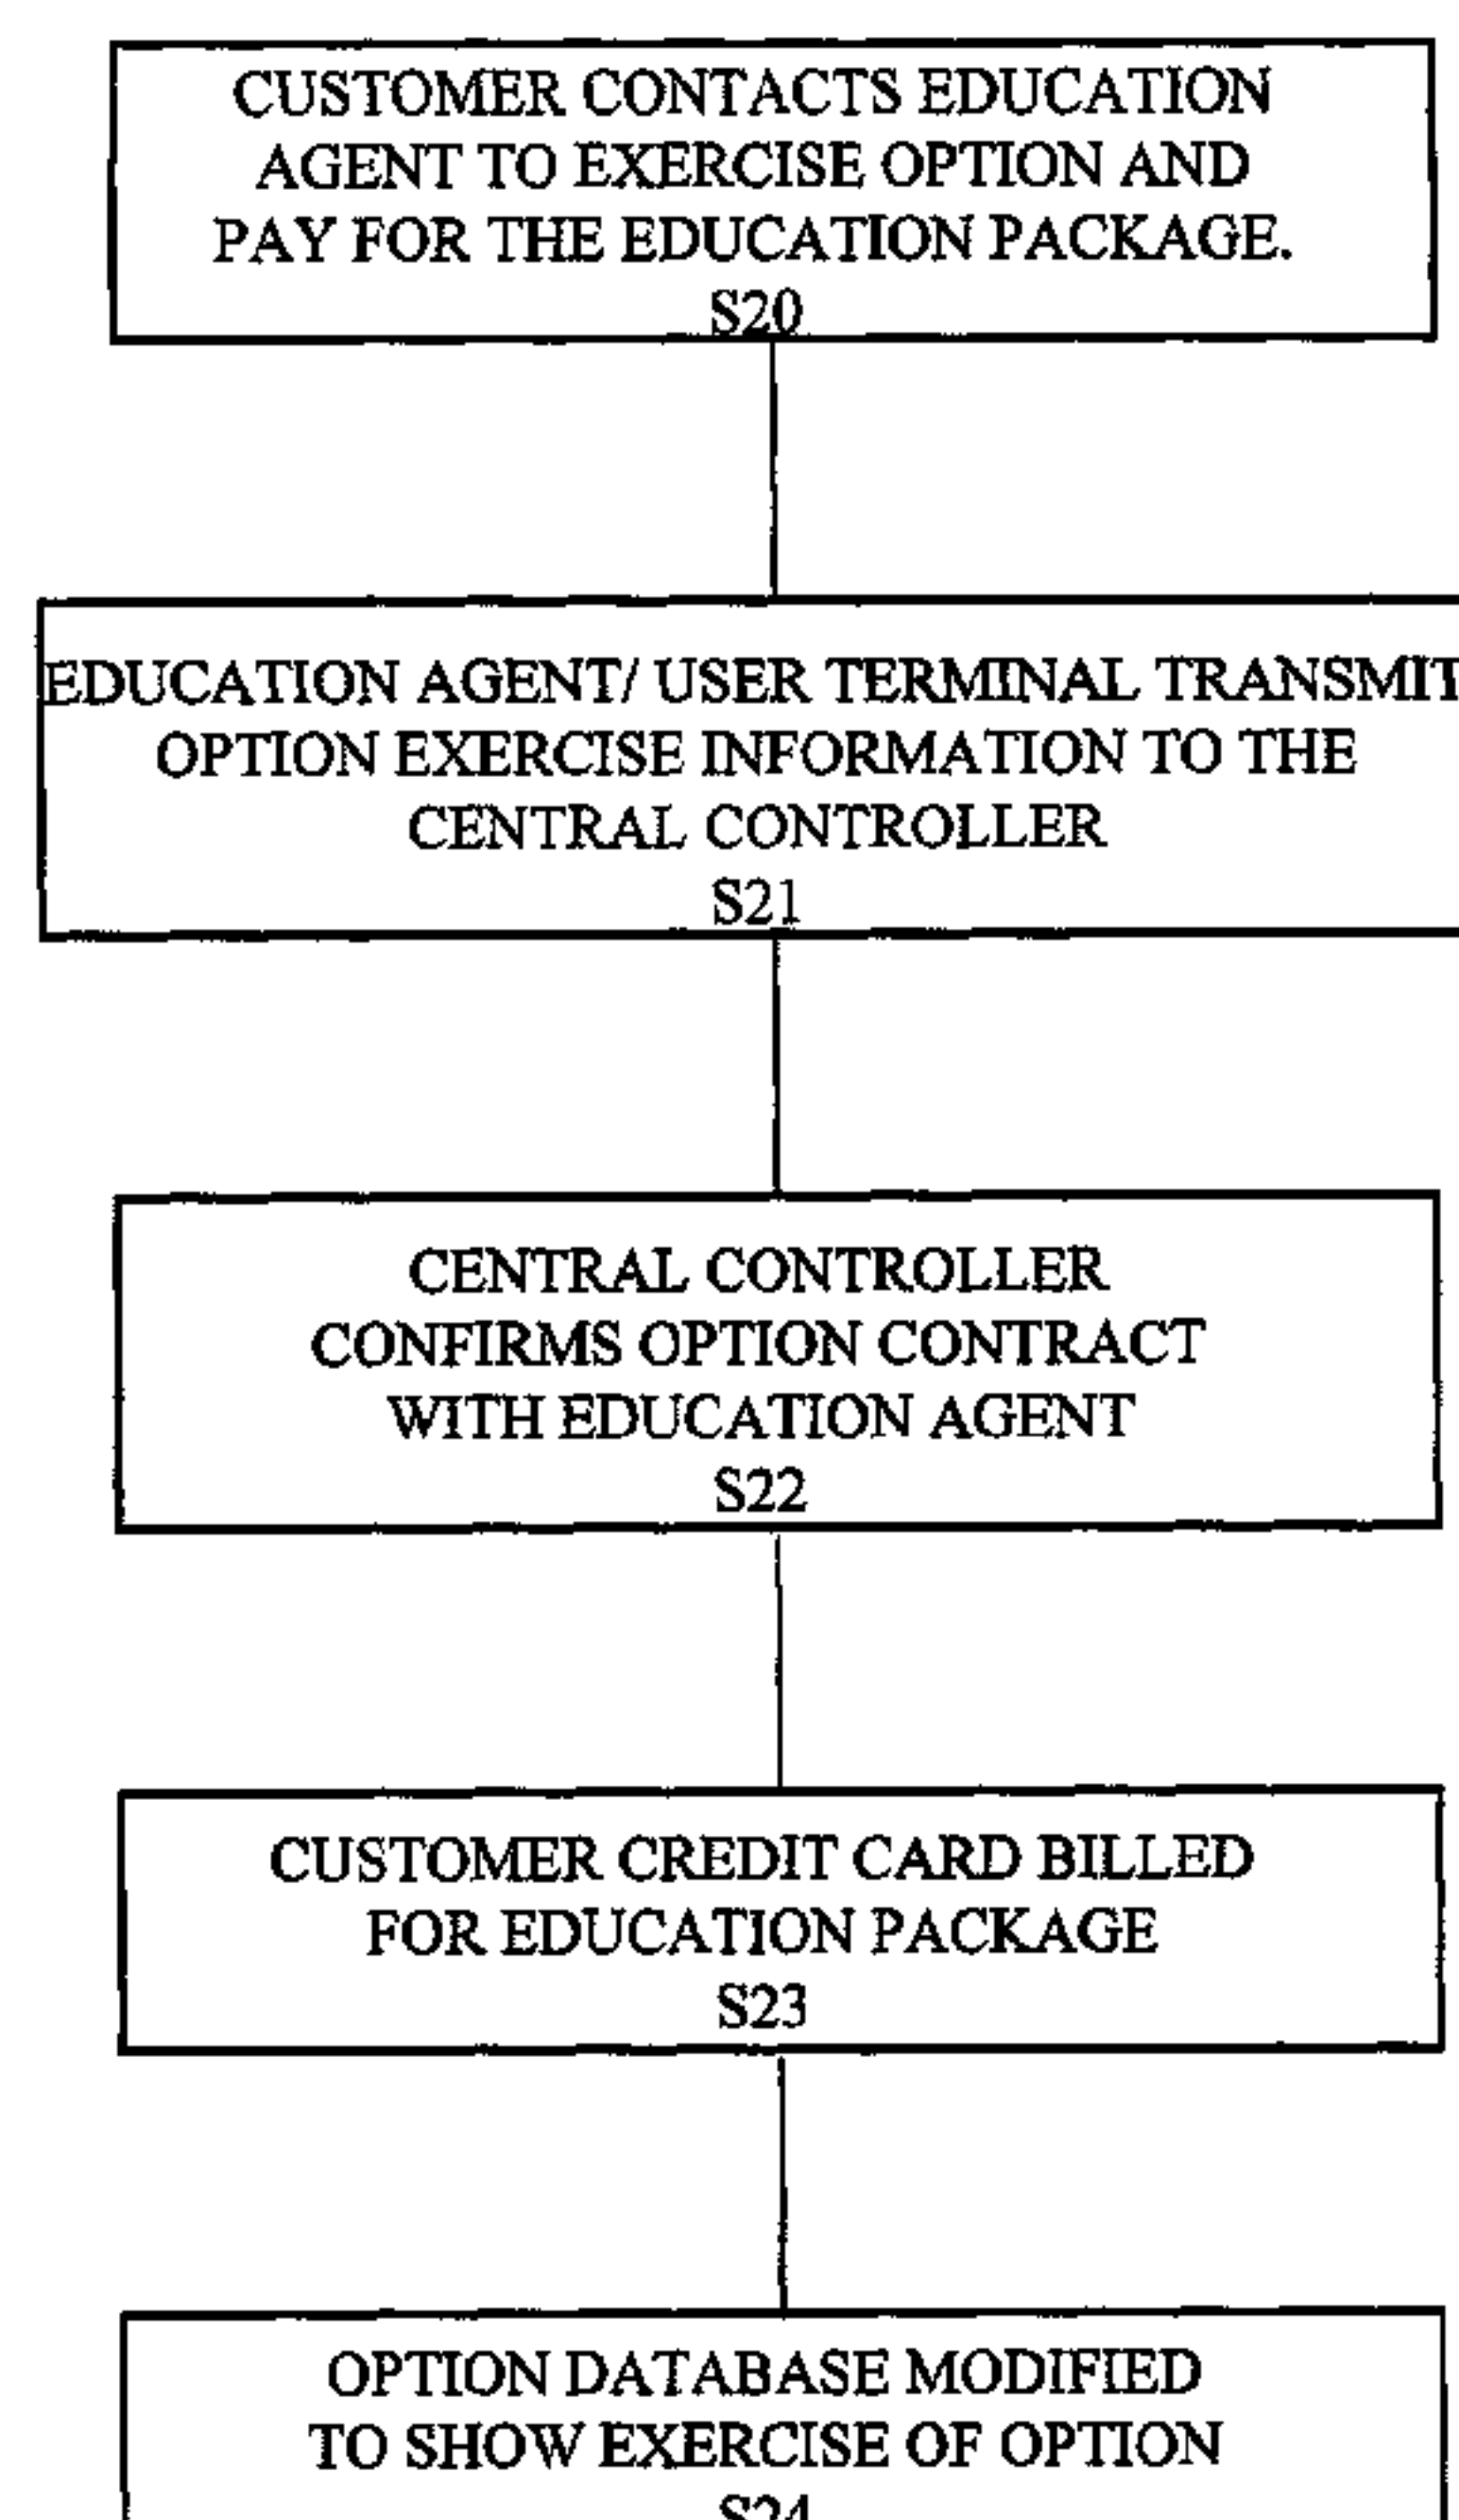 CUSTOMER CONTACTS EDUCATION
AGENT TO EXERCISE OPTION AND
PAY FOR THE EDUCATION PACKAGE.
S20
EDUCATION AGENT/ USER TERMINAL TRANSMIT
OPTION EXERCISE INFORMATION TO THE
CENTRAL CONTROLLER
S21
CENTRAL CONTROLLER
CONFIRMS OPTION CONTRACT
WITH EDUCATION AGENT
S22
CUSTOMER CREDIT CARD BILLED
FOR EDUCATION PACKAGE
S23
OPTION DATABASE MODIFIED
TO SHOW EXERCISE OF OPTION
S24